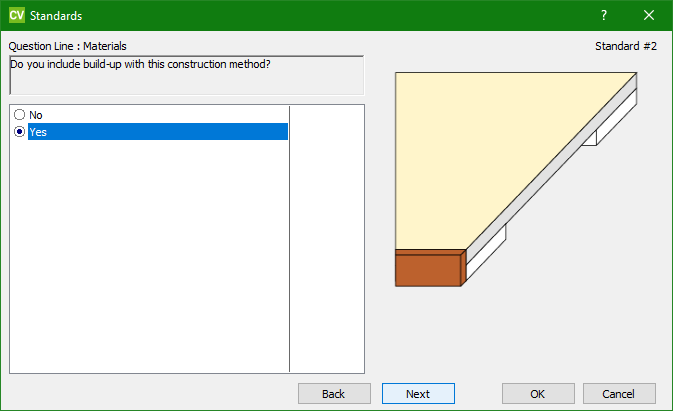 CV Standards ?
Question Line : Materials
Standard #2
Do you include build-up with this construction method?
No
Yes
Back
Next
OK
Cancel